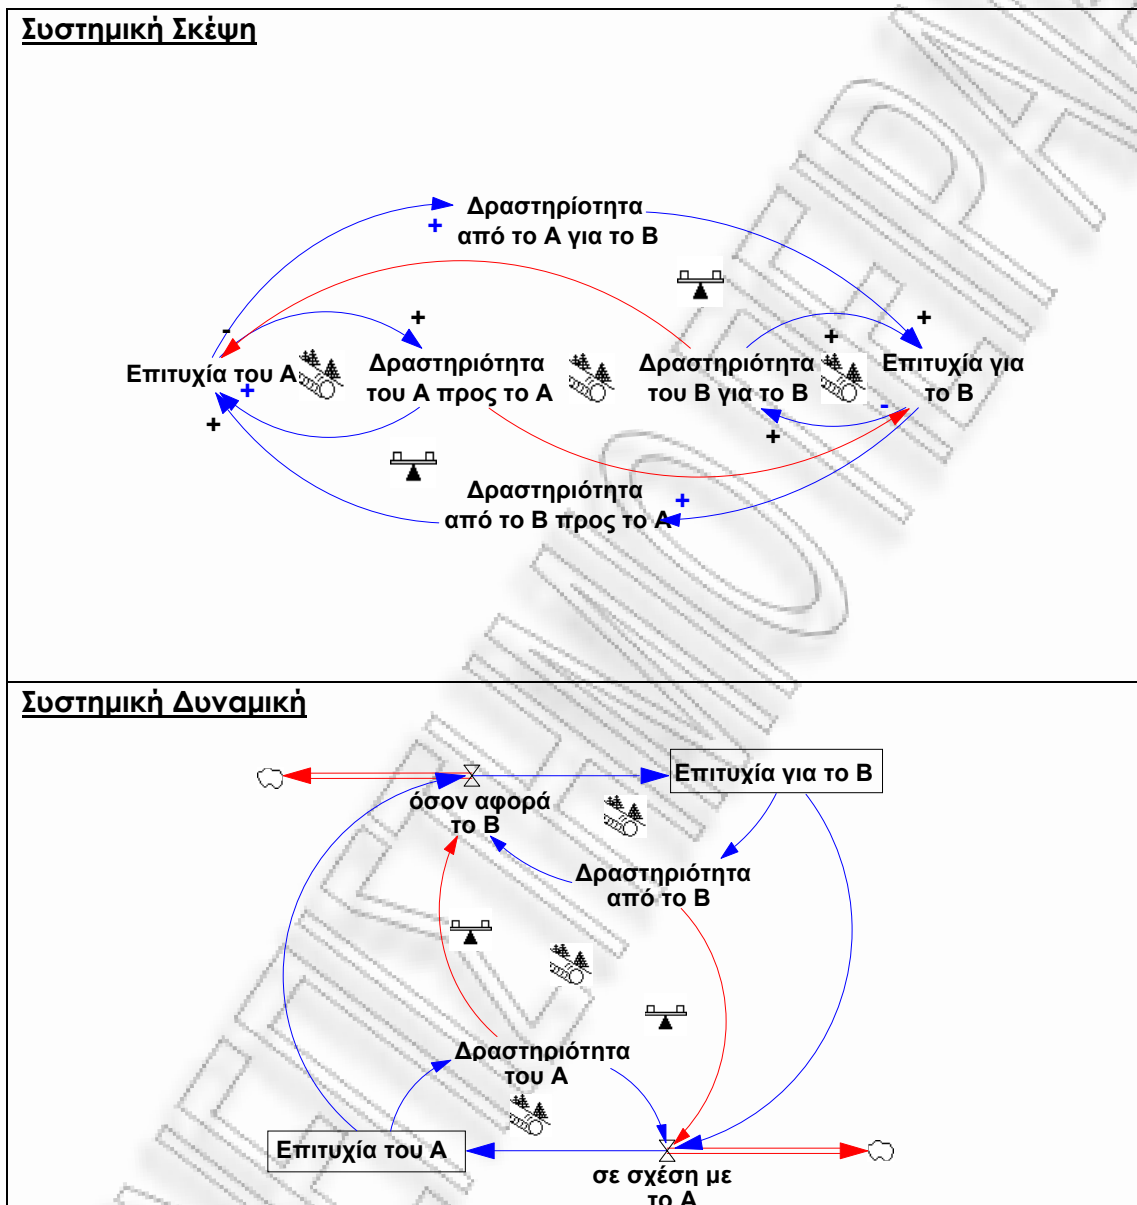 Συστημική Σκέψη
Δραστηρίοτητα
από το Α για το Β
+
-
+
+
+
Επιτυχία του Α
Δραστηριότητα
του Α προς το Α
Δραστηριότητα
του Β για το Β
Επιτυχία για
το Β
+
+
-
+
Δραστηριότητα
από το Β προς το Α
+
Συστημική Δυναμική
Επιτυχία για το Β
όσον αφορά
το Β
Δραστηριότητα
από το Β
Δραστηριότητα
του Α
Επιτυχία του Α
σε σχέση με
το Α